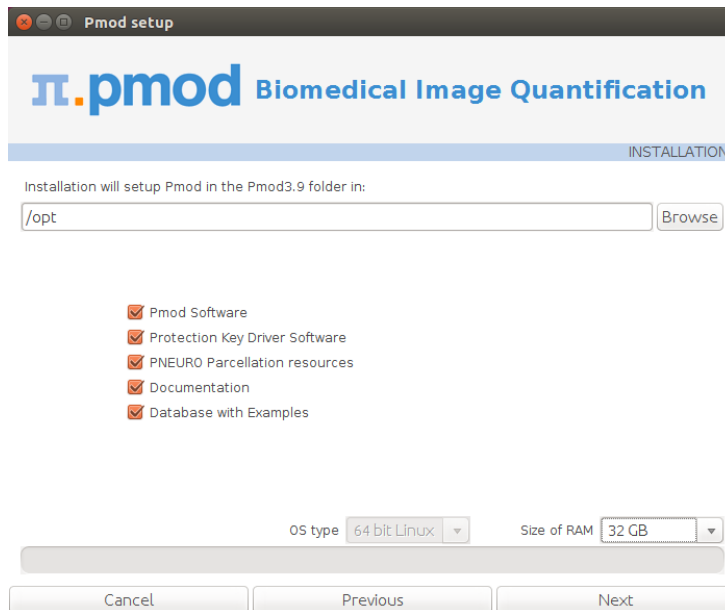 Pmod setup
π.pmod Biomedical Image Quantification
INSTALLATION
Installation will setup Pmod in the Pmod3.9 folder in:
/opt Browse
Pmod Software
Protection Key Driver Software
PNEURO Parcellation resources
Documentation
Database with Examples
OS type 64 bit Linux Size of RAM 32 GB
Cancel Previous Next